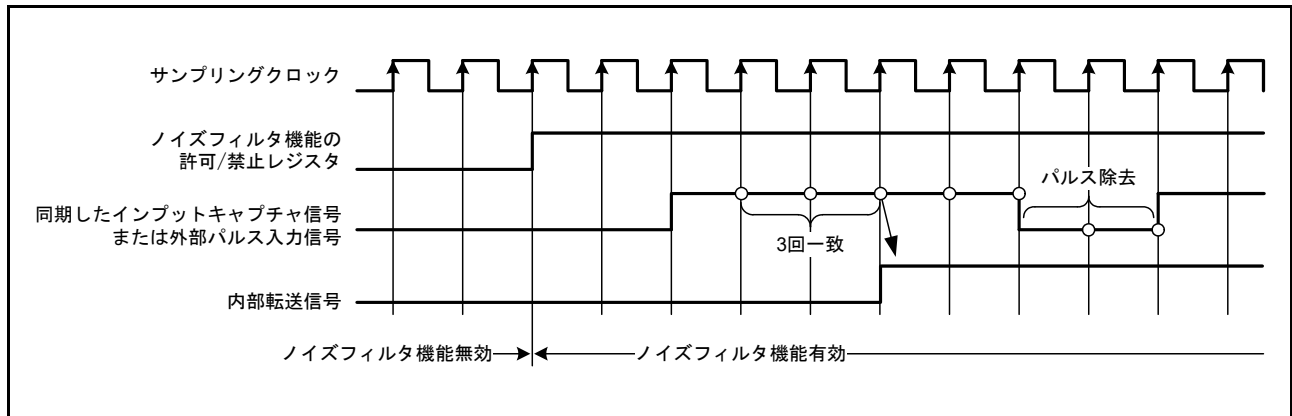 サンプリングクロック
ノイズフィルタ機能の
許可/禁止レジスタ
パルス除去
同期したインプットキャプチャ信号
または外部パルス入力信号
3回一致
内部転送信号
ノイズフィルタ機能無効
ノイズフィルタ機能有効